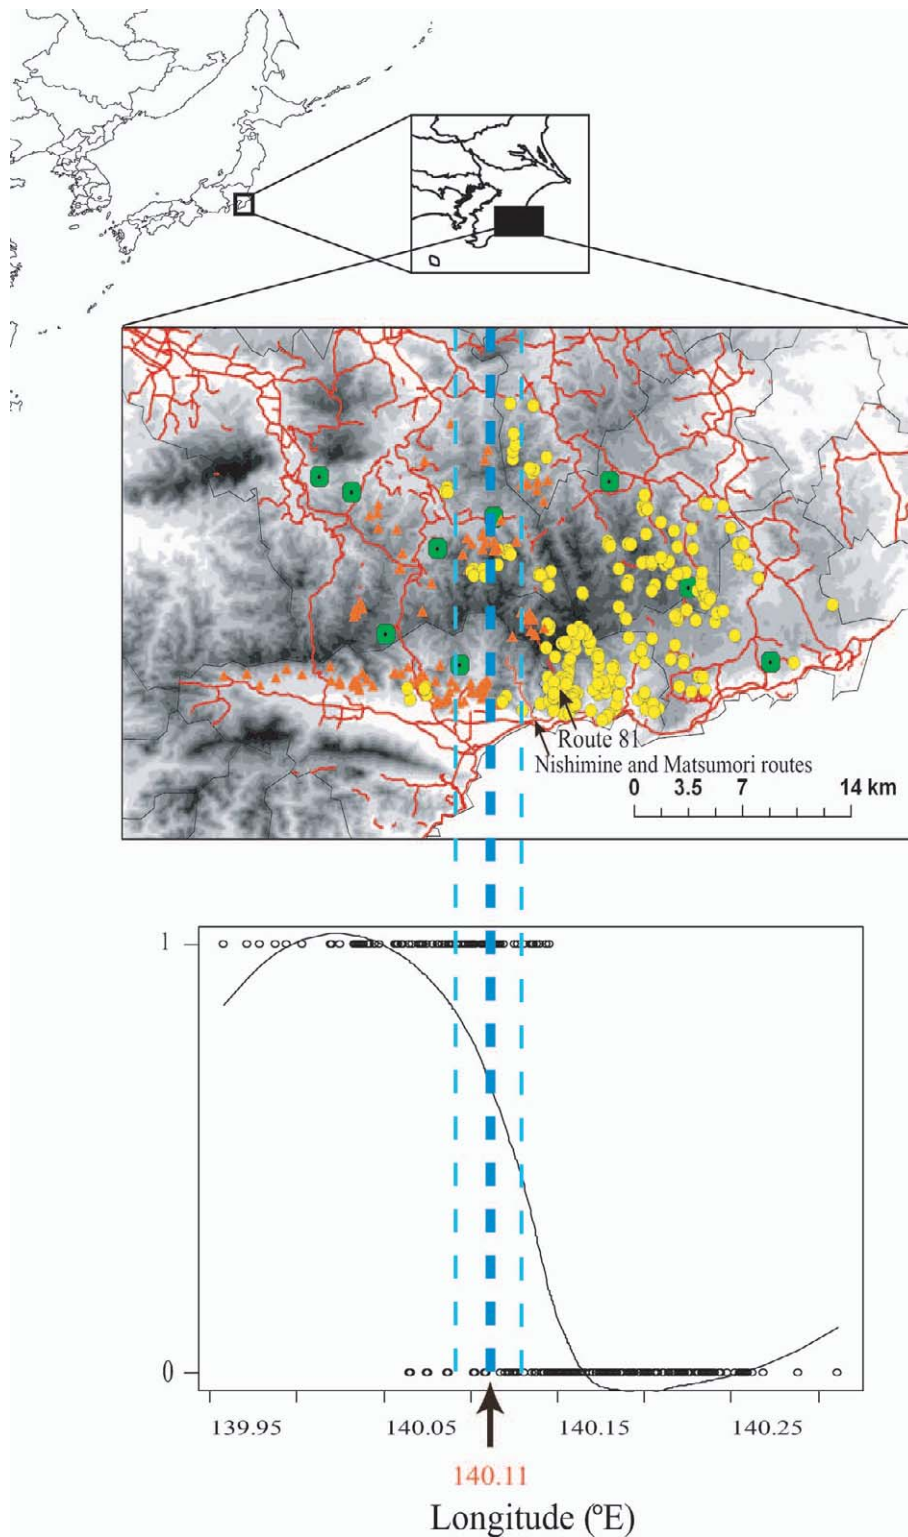 Route 81
Nishimine and Matsumori routes
0 3.5 7 14 km
1
0
139.95 140.05 140.15 140.25
140.11
Longitude (ºE)